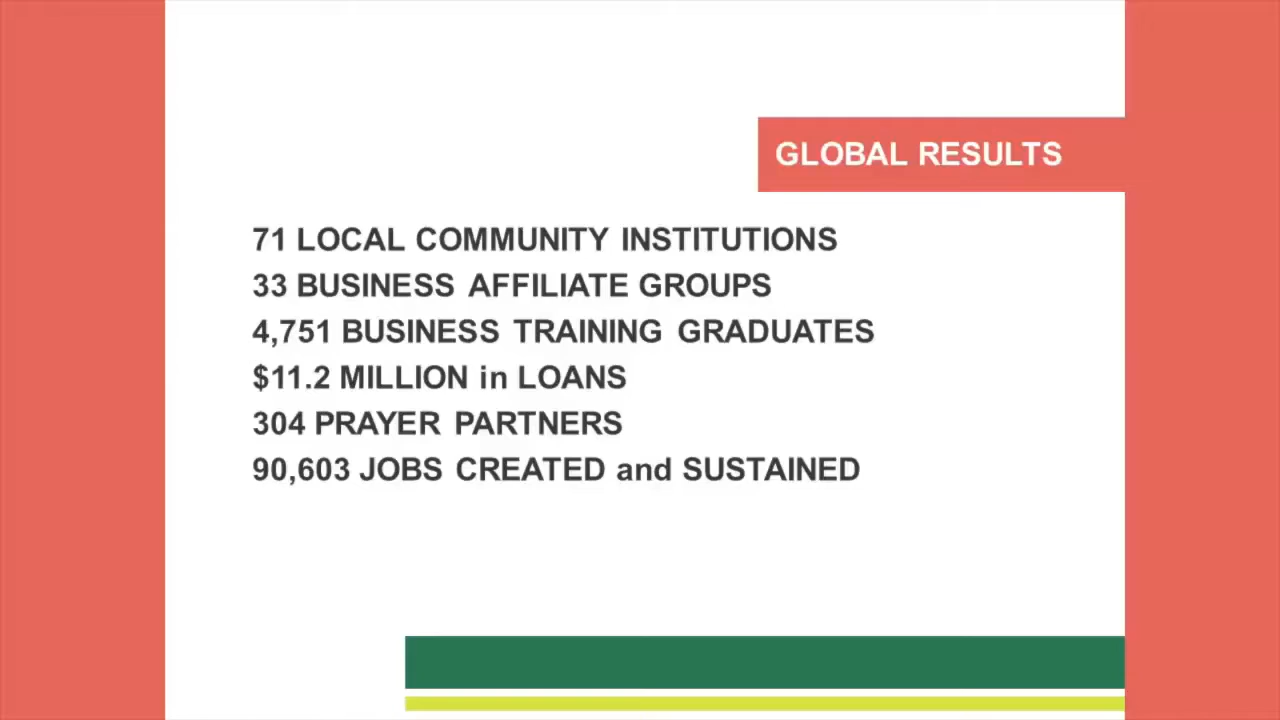 GLOBAL RESULTS
71 LOCAL COMMUNITY INSTITUTIONS
33 BUSINESS AFFILIATE GROUPS
4,751 BUSINESS TRAINING GRADUATES
$11.2 MILLION in LOANS
304 PRAYER PARTNERS
90,603 JOBS CREATED and SUSTAINED